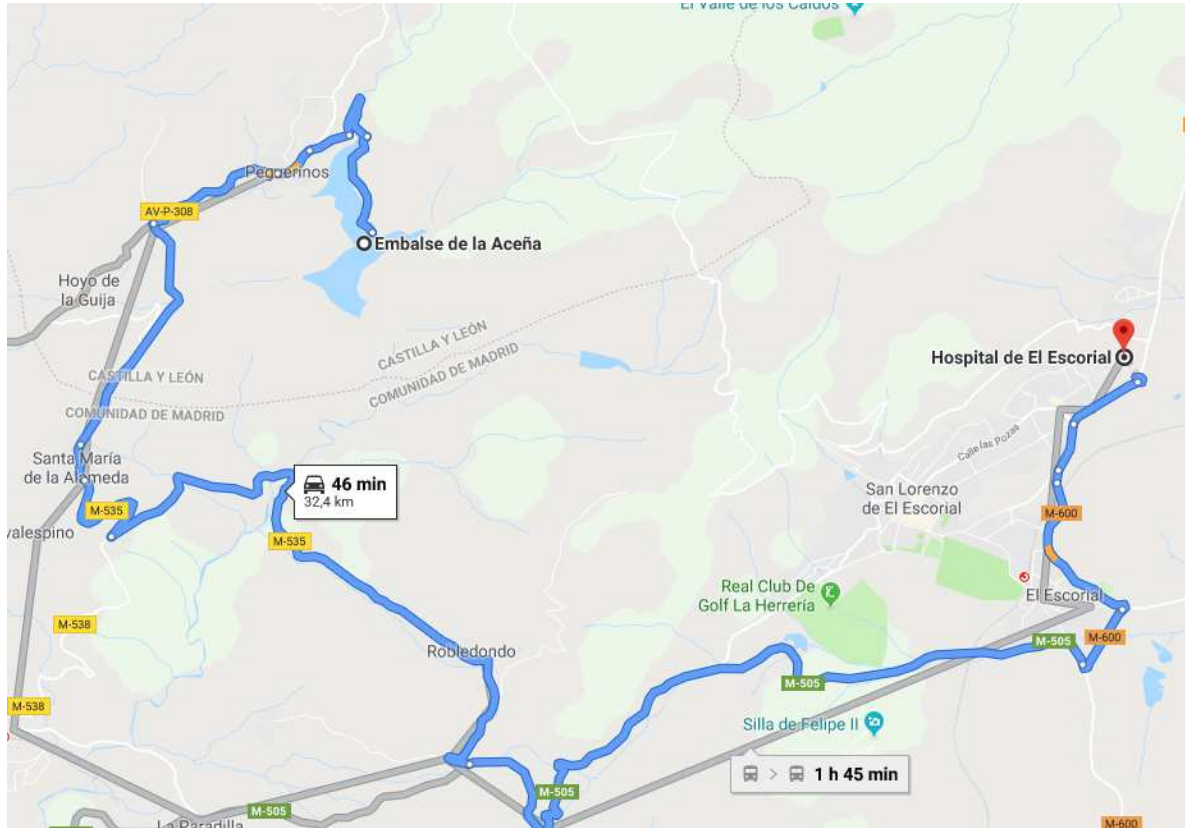 El Valle de los Caídos
Peguerinos
AV-P-308
Embalse de la Aceña
Hoyo de
la Guija
CASTILLA Y LEÓN
COMUNIDAD DE MADRID
CASTILLA Y LEÓN
COMUNIDAD DE MADRID
Hospital de El Escorial
Calle las Pozas
Santa María
de la Alameda
46 min
32,4 km
San Lorenzo
de El Escorial
M-535
valespino
M-600
M-535
Real Club De
Golf La Herrería
El Escorial
M-538
M-600
M-505
Robledondo
M-505
M-538
Silla de Felipe II
1 h 45 min
M-505
M-505
La Paradilla
M-600